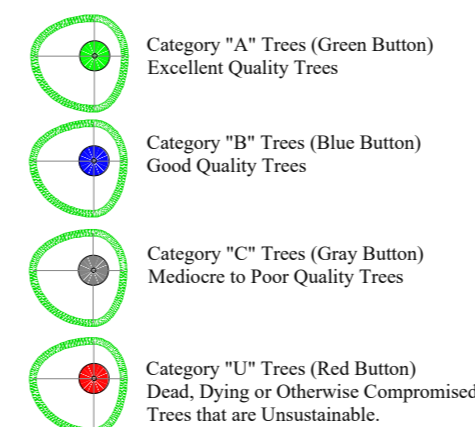 Category "A" Trees (Green Button)
Excellent Quality Trees
Category "B" Trees (Blue Button)
Good Quality Trees
Category "C" Trees (Gray Button)
Mediocre to Poor Quality Trees
Category "U" Trees (Red Button)
Dead, Dying or Otherwise Compromised
Trees that are Unsustainable.